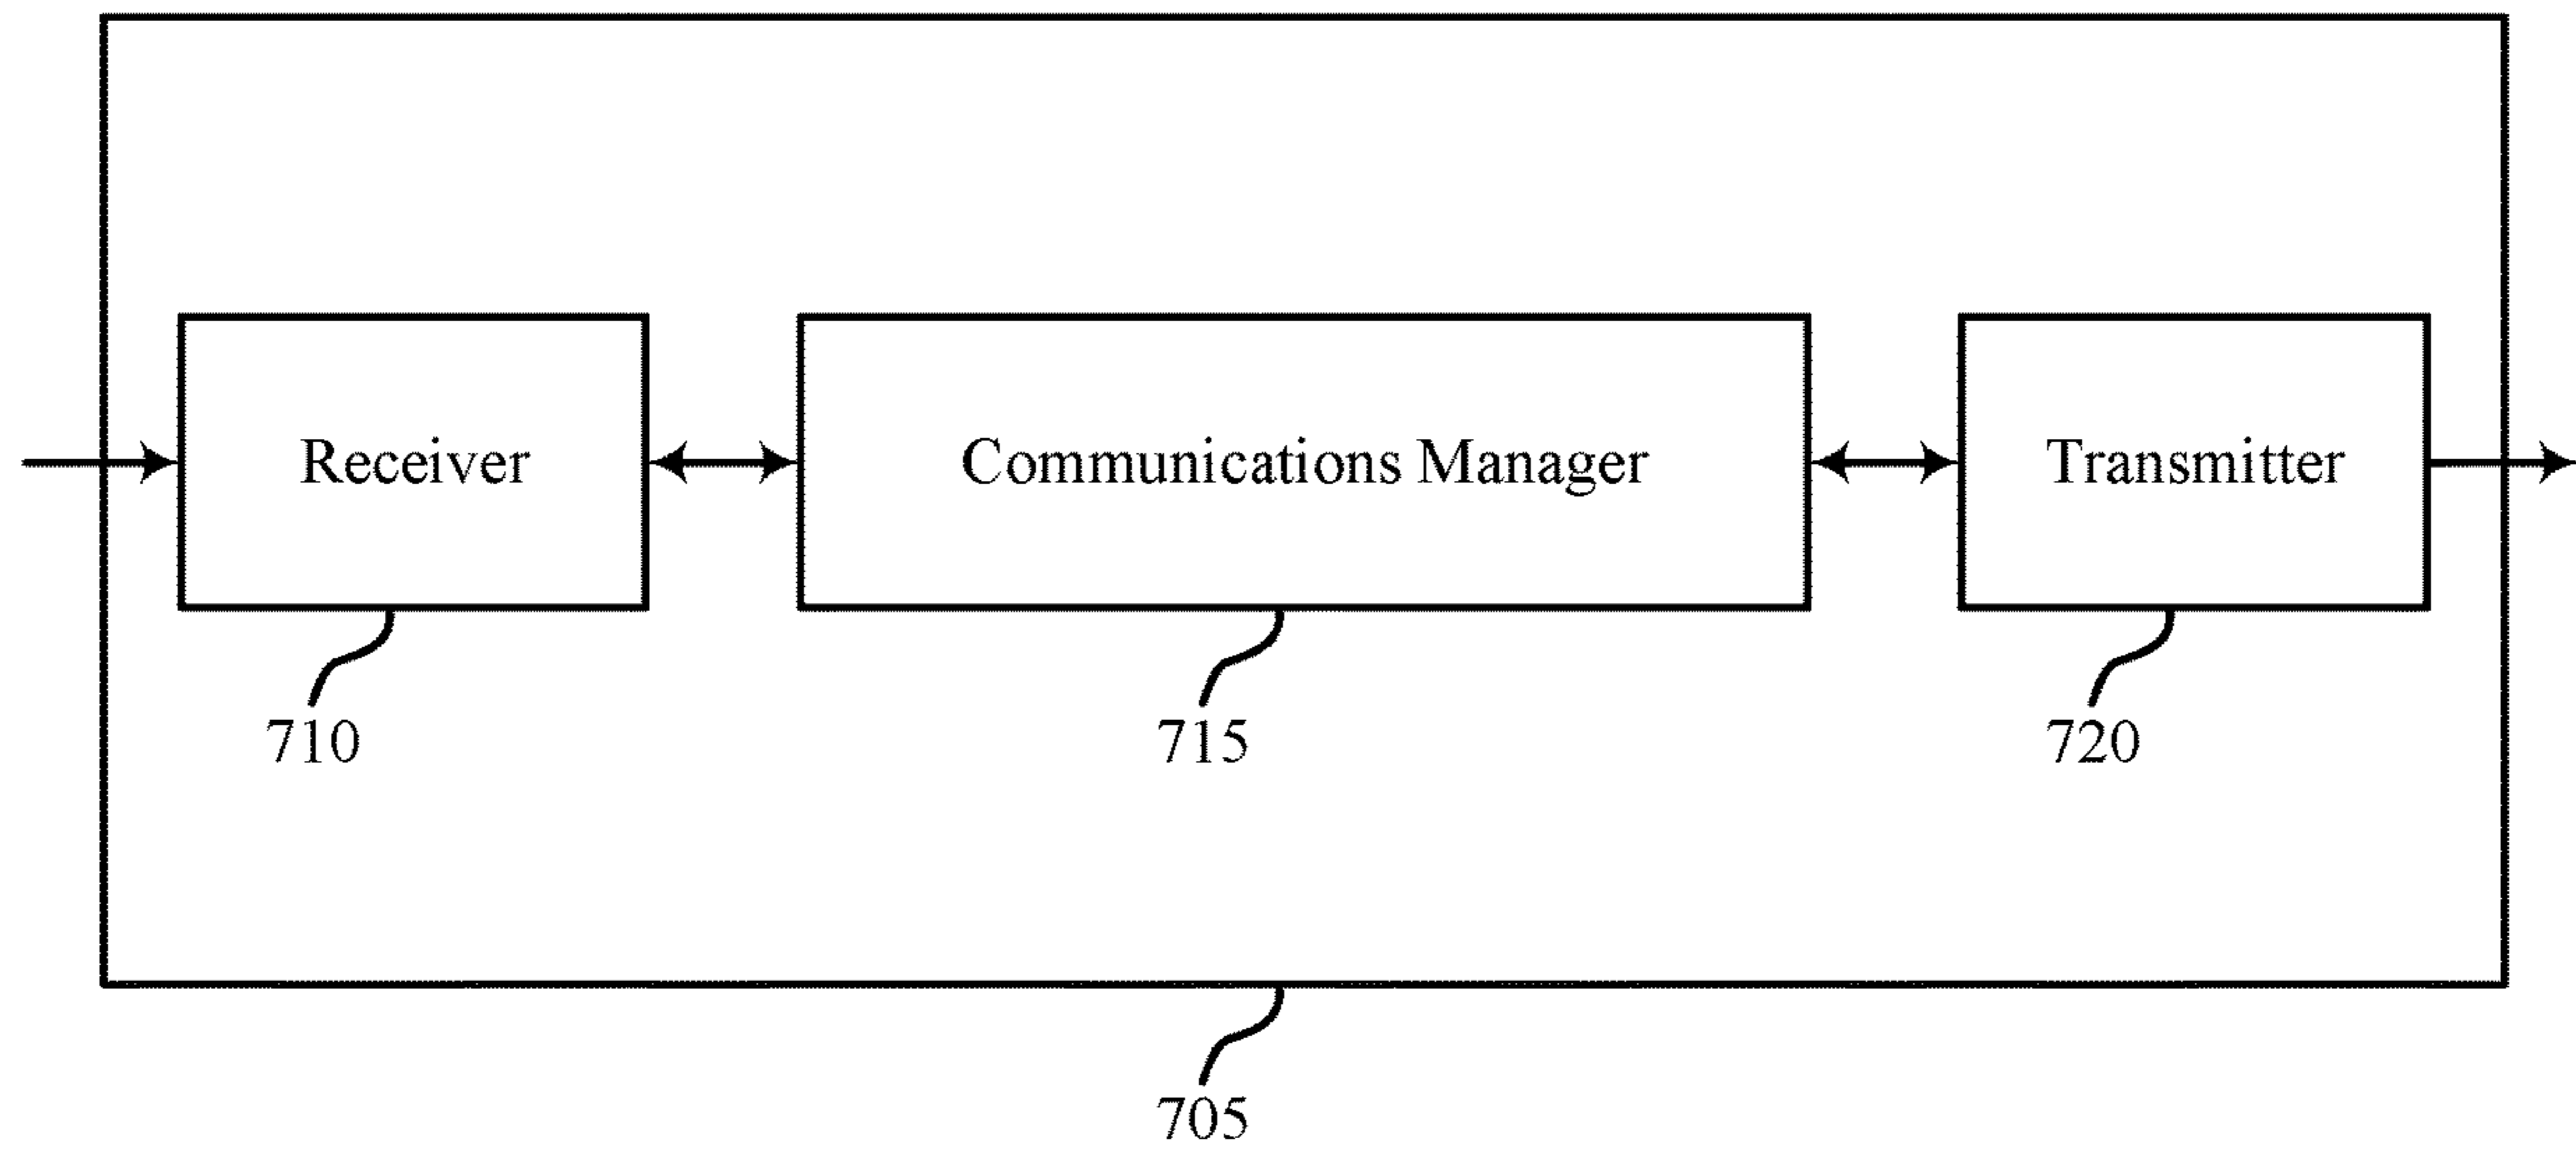 Receiver
Communications Manager
Transmitter
710
715
720
705